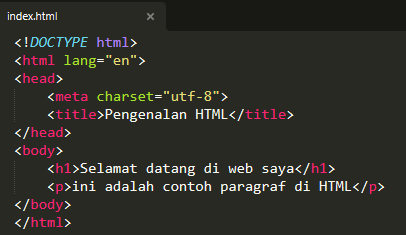 index.html ×
<!DOCTYPE html>
<html lang="en">
<head>
    <meta charset="utf-8">
    <title>Pengenalan HTML</title>
</head>
<body>
    <h1>Selamat datang di web saya</h1>
    <p>ini adalah contoh paragraf di HTML</p>
</body>
</html>